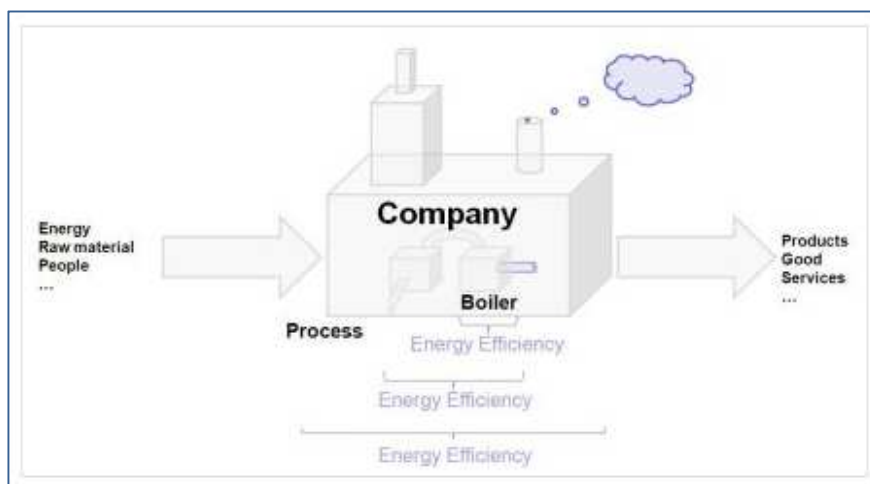 Company
Energy
Raw material
People
...
Products
Good
Services
...
Boiler
Process
Energy Efficiency
Energy Efficiency
Energy Efficiency